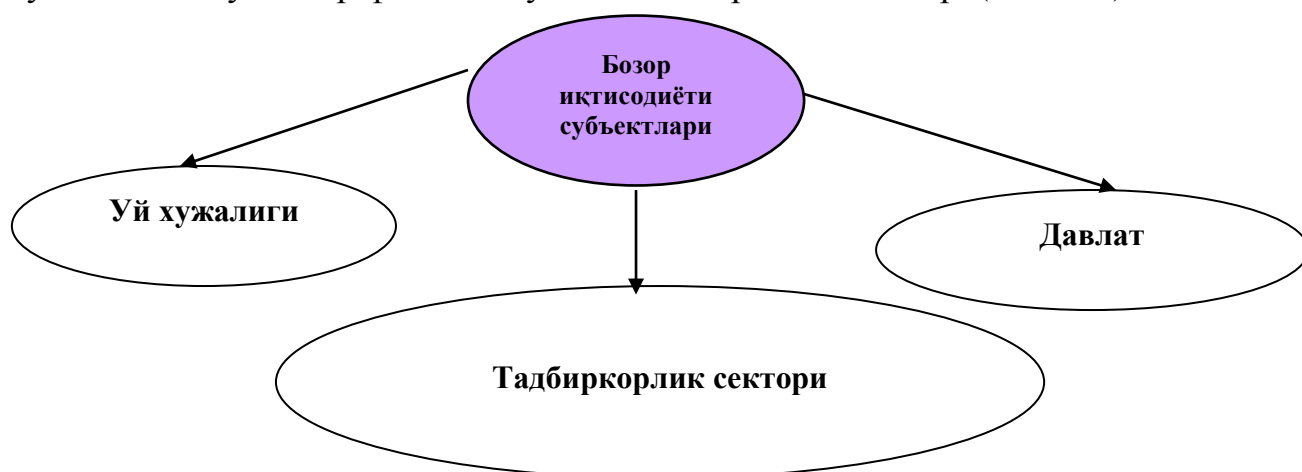 Бозор
иқтисодиёти
субъектлари
Уй хужалиги
Давлат
Тадбиркорлик сектори